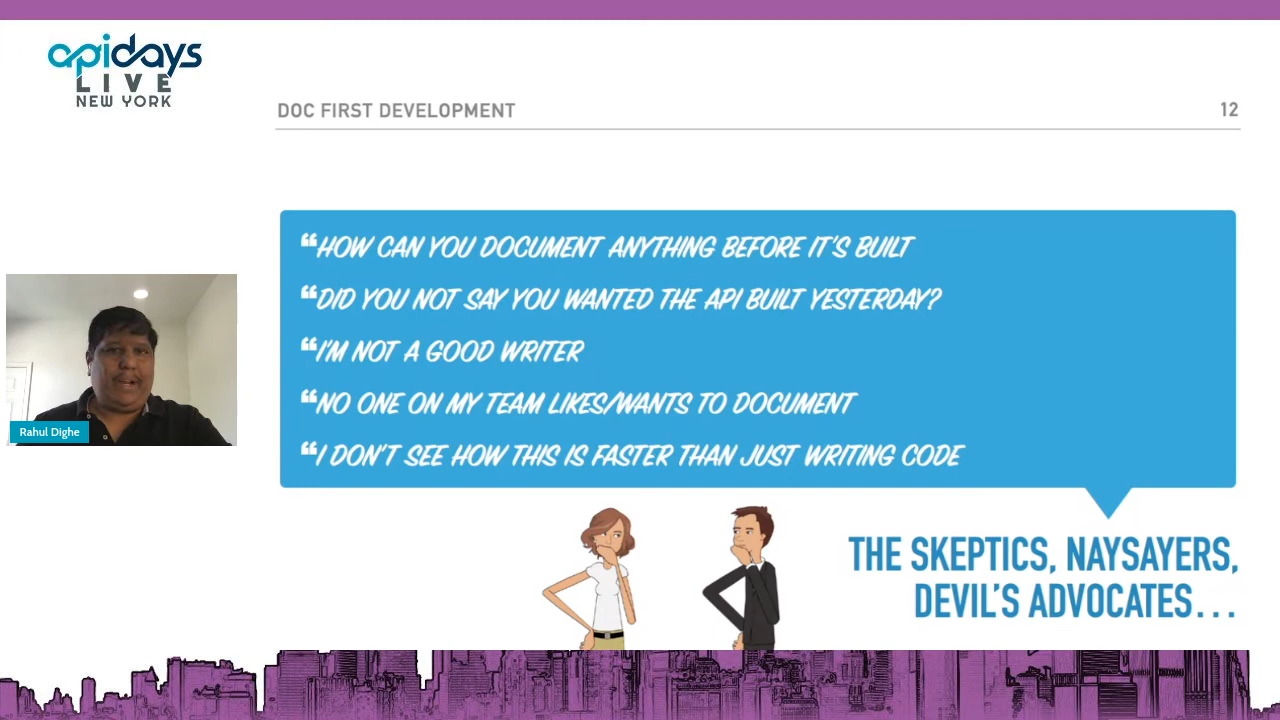 apidays
LIVE
NEW YORK
DOC FIRST DEVELOPMENT
12
❝HOW CAN YOU DOCUMENT ANYTHING BEFORE IT'S BUILT
❝DID YOU NOT SAY YOU WANTED THE API BUILT YESTERDAY?
❝I'M NOT A GOOD WRITER
❝NO ONE ON MY TEAM LIKES/WANTS TO DOCUMENT
❝I DON'T SEE HOW THIS IS FASTER THAN JUST WRITING CODE
Rahul Dighe
THE SKEPTICS, NAYSAYERS,
DEVIL'S ADVOCATES...